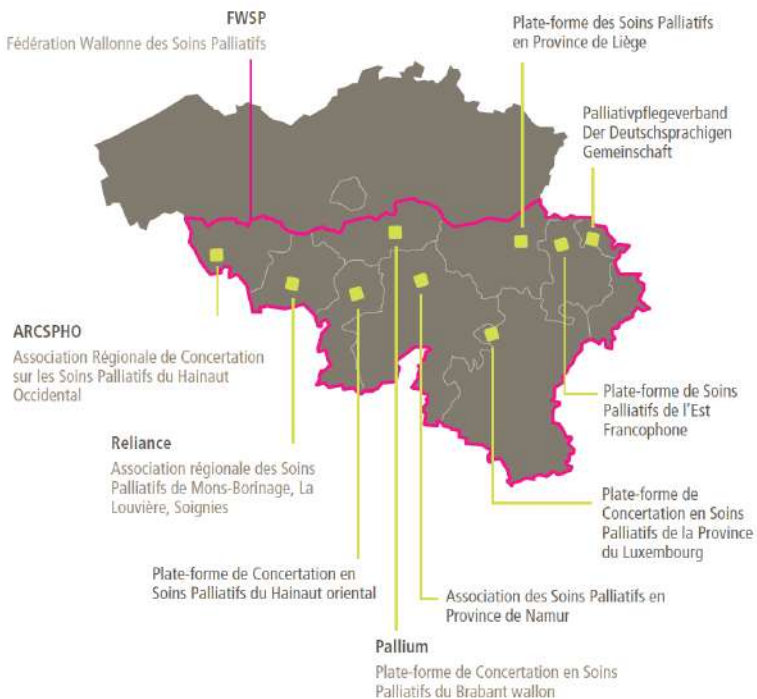 FWSP
Fédération Wallonne des Soins Palliatifs
Plate-forme des Soins Palliatifs
en Province de Liège
Palliativpflegeverband
Der Deutschsprachigen
Gemeinschaft
ARCSPHO
Association Régionale de Concertation
sur les Soins Palliatifs du Hainaut
Occidental
Reliance
Association régionale des Soins
Palliatifs de Mons-Borinage, La
Louvière, Soignies
Plate-forme de Soins
Palliatifs de l'Est
Francophone
Plate-forme de
Concertation en Soins
Palliatifs de la Province
du Luxembourg
Plate-forme de Concertation en
Soins Palliatifs du Hainaut oriental
Association des Soins Palliatifs en
Province de Namur
Pallium
Plate-forme de Concertation en Soins
Palliatifs du Brabant wallon